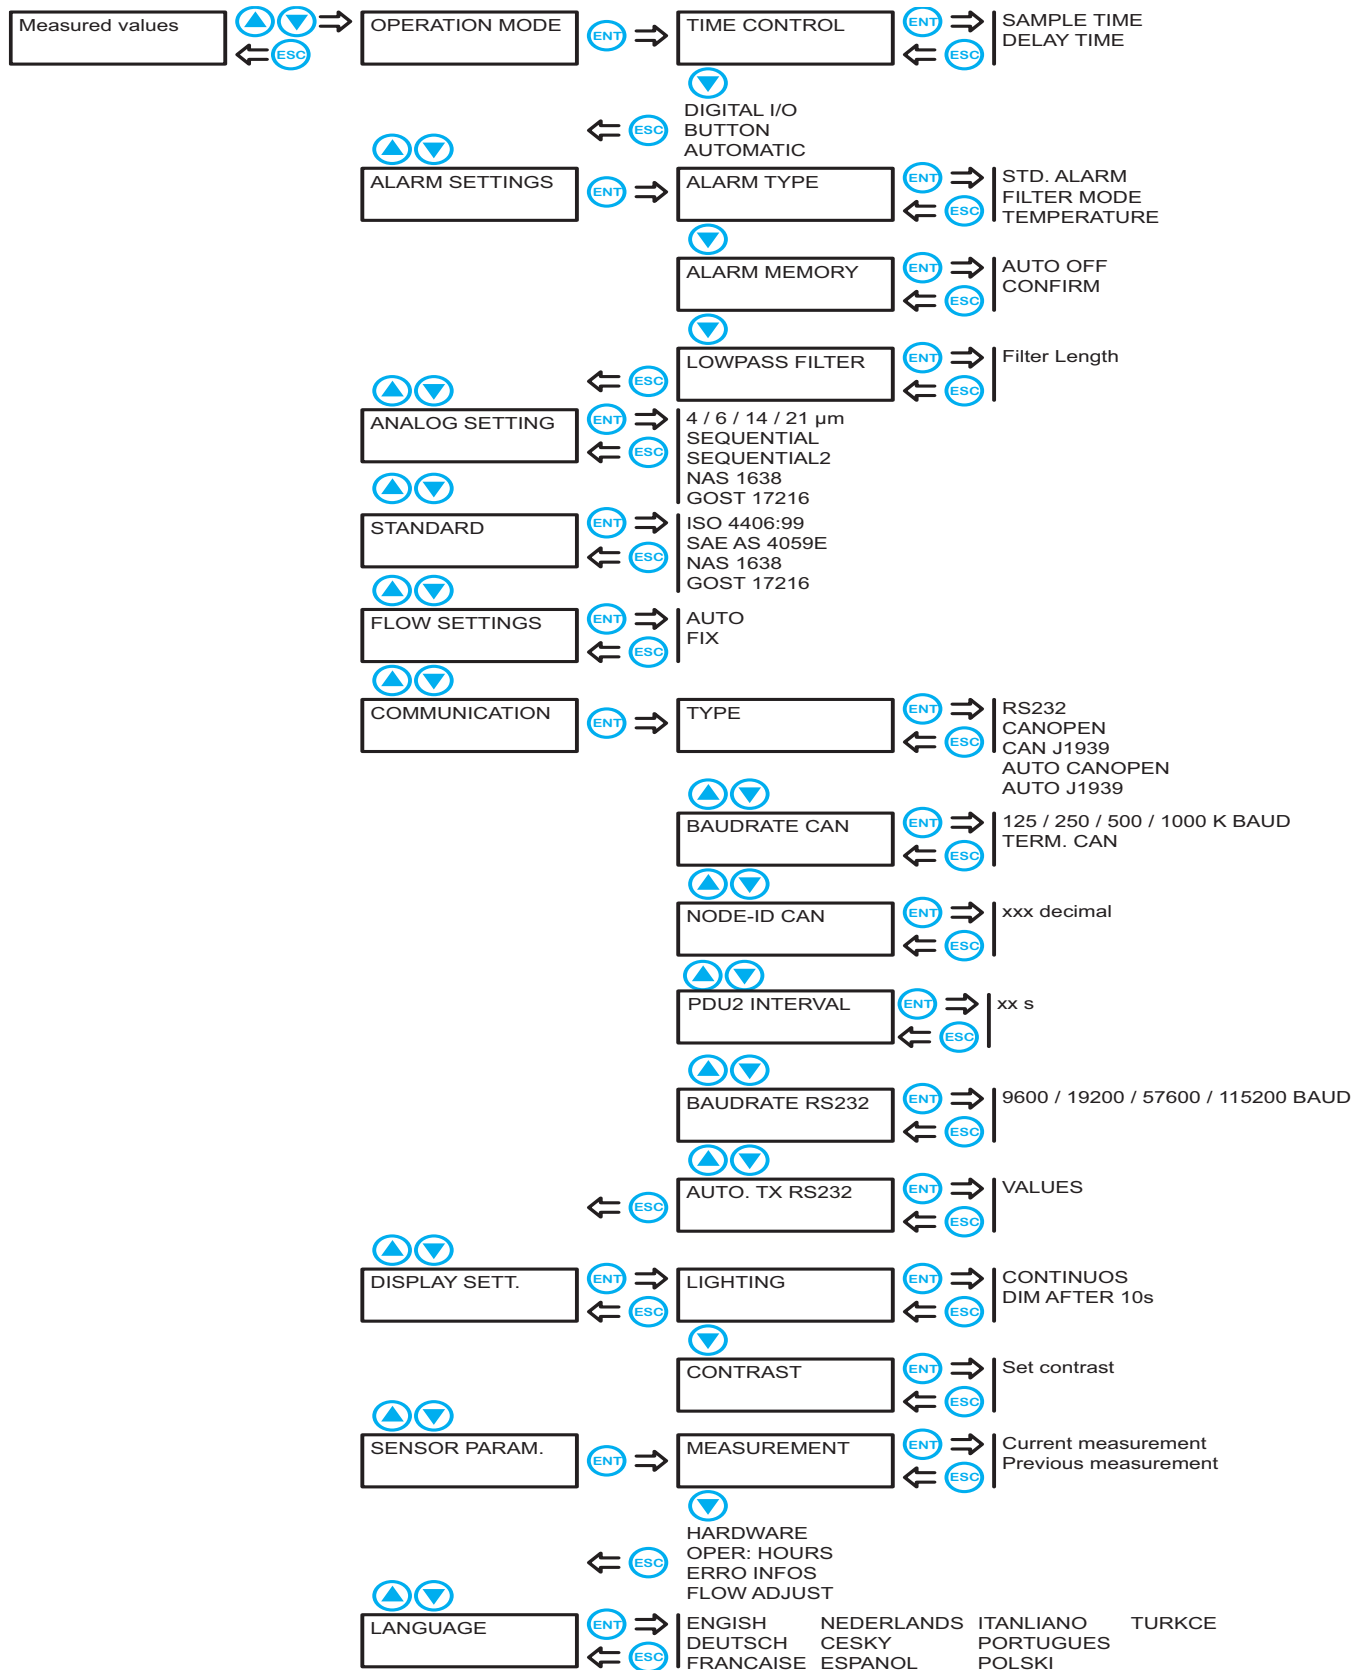 Measured values
ESC
OPERATION MODE
ENT
TIME CONTROL
ENT
ESC
SAMPLE TIME
DELAY TIME
DIGITAL I/O
BUTTON
AUTOMATIC
ESC
ALARM SETTINGS
ENT
ALARM TYPE
ENT
ESC
STD. ALARM
FILTER MODE
TEMPERATURE
ALARM MEMORY
ENT
ESC
AUTO OFF
CONFIRM
LOWPASS FILTER
ENT
ESC
Filter Length
ESC
ANALOG SETTING
ENT
ESC
4 / 6 / 14 / 21 µm
SEQUENTIAL
SEQUENTIAL2
NAS 1638
GOST 17216
STANDARD
ENT
ESC
ISO 4406:99
SAE AS 4059E
NAS 1638
GOST 17216
FLOW SETTINGS
ENT
ESC
AUTO
FIX
COMMUNICATION
ENT
TYPE
ENT
ESC
RS232
CANOPEN
CAN J1939
AUTO CANOPEN
AUTO J1939
BAUDRATE CAN
ENT
ESC
125 / 250 / 500 / 1000 K BAUD
TERM. CAN
NODE-ID CAN
ENT
ESC
xxx decimal
PDU2 INTERVAL
ENT
ESC
xx s
BAUDRATE RS232
ENT
ESC
9600 / 19200 / 57600 / 115200 BAUD
AUTO. TX RS232
ENT
ESC
VALUES
ESC
DISPLAY SETT.
ENT
ESC
LIGHTING
ENT
ESC
CONTINUOS
DIM AFTER 10s
CONTRAST
ENT
ESC
Set contrast
SENSOR PARAM.
ENT
MEASUREMENT
ENT
ESC
Current measurement
Previous measurement
HARDWARE
OPER: HOURS
ERRO INFOS
FLOW ADJUST
ESC
LANGUAGE
ENT
ESC
ENGISH NEDERLANDS ITANLIANO TURKCE
DEUTSCH CESKY PORTUGUES
FRANCAISE ESPANOL POLSKI